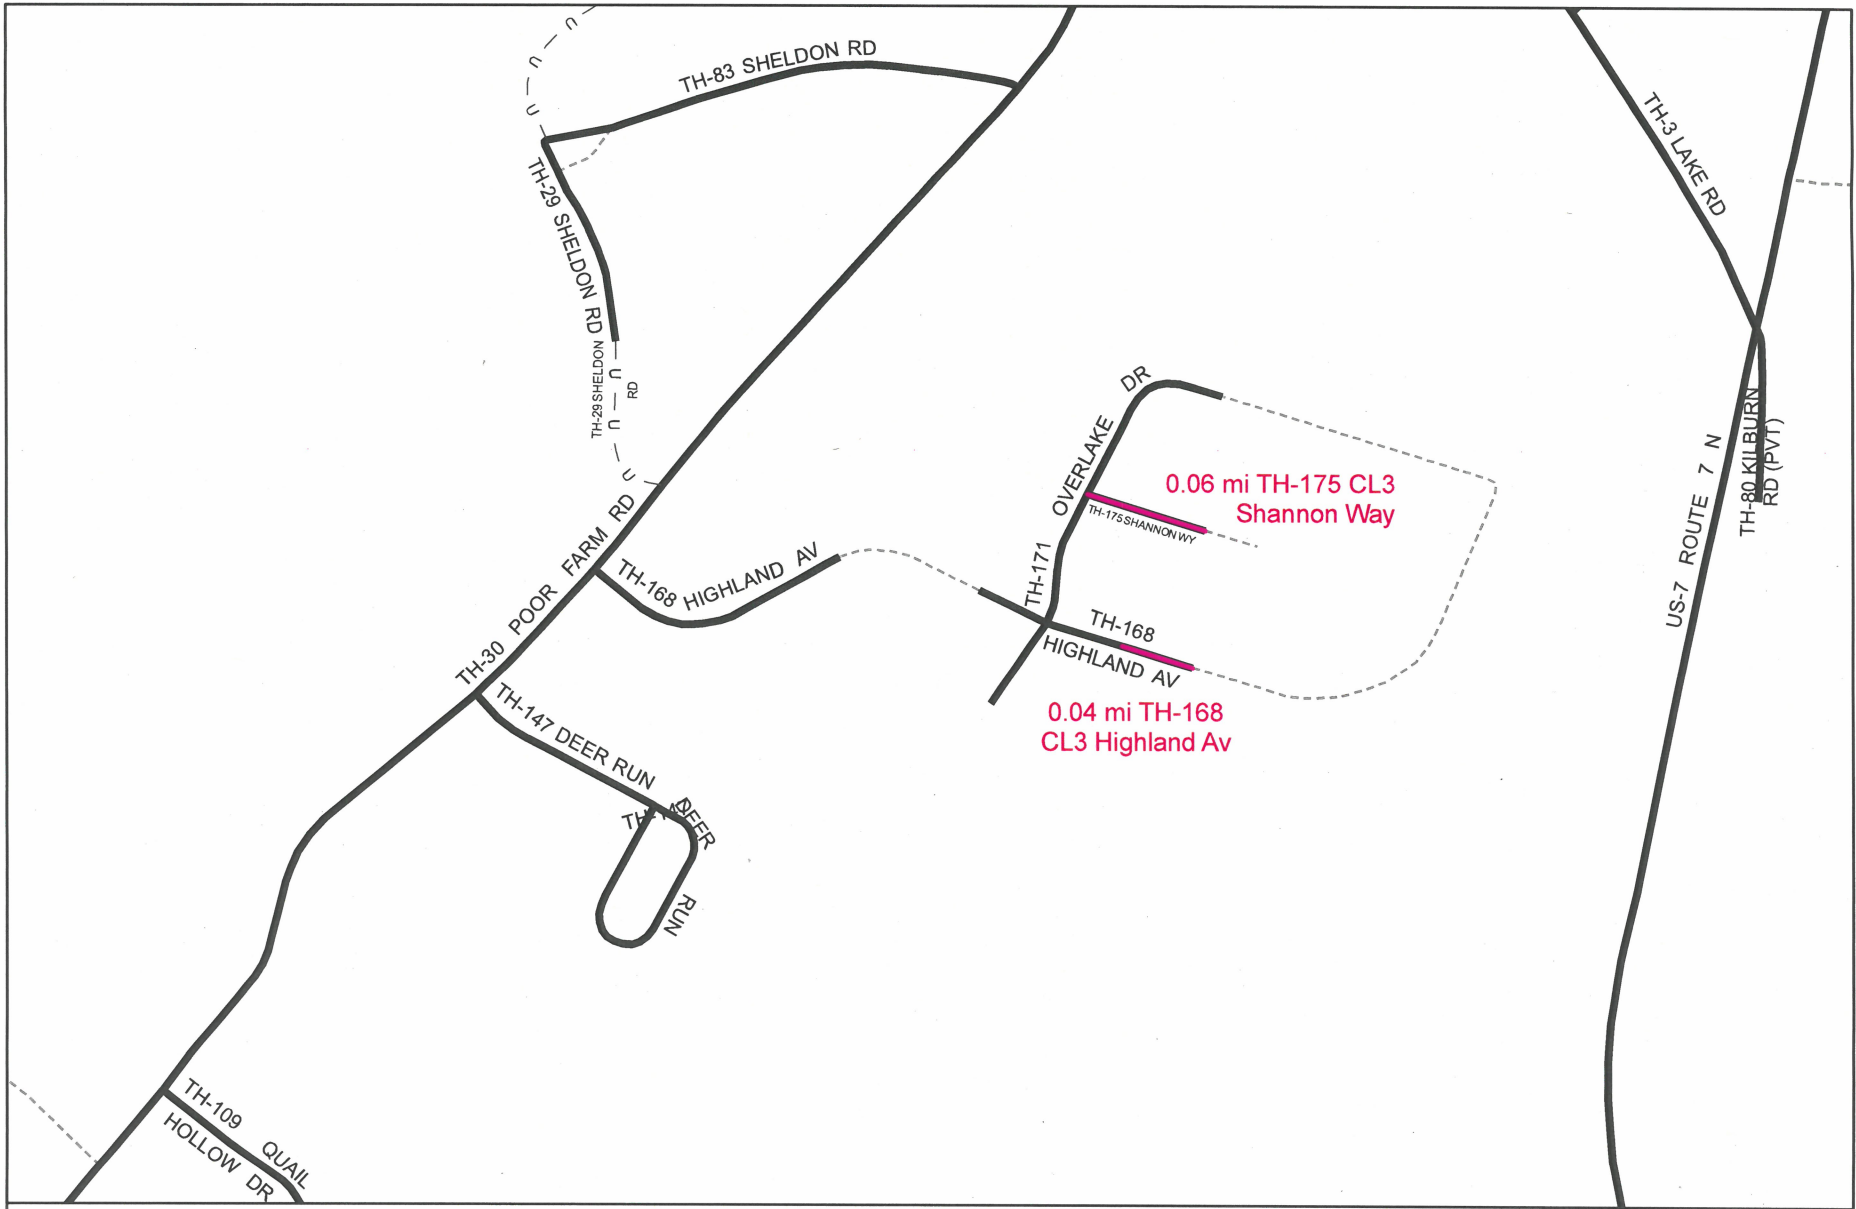 TH-83 SHELDON RD
TH-29 SHELDON RD
TH-29 SHELDON
RD
TH-3 LAKE RD
TH-80 KILBURN
RD (PVT)
US-7 ROUTE 7 N
OVERLAKE DR
TH-171
0.06 mi TH-175 CL3
Shannon Way
TH-175 SHANNON WY
TH-168 HIGHLAND AV
TH-168
HIGHLAND AV
0.04 mi TH-168
CL3 Highland Av
TH-30 POOR FARM RD
TH-147 DEER RUN
DEER RUN
TH-109 QUAIL
HOLLOW DR